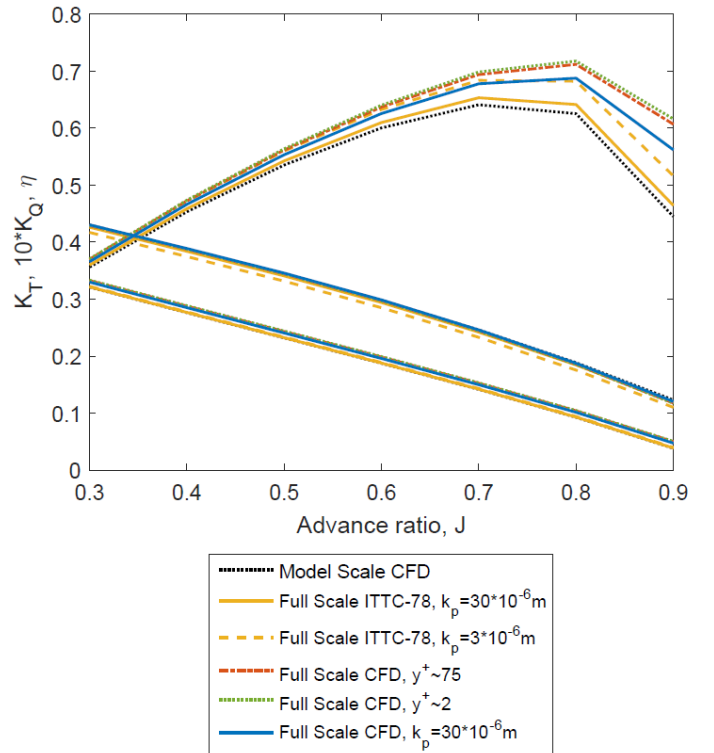 0.8
0.7
0.6
0.5
0.4
0.3
0.2
0.1
0
K_T, 10*K_Q, η
0.3 0.4 0.5 0.6 0.7 0.8 0.9
Advance ratio, J
Model Scale CFD
Full Scale ITTC-78, k_p=30*10^-6m
Full Scale ITTC-78, k_p=3*10^-6m
Full Scale CFD, y^+~75
Full Scale CFD, y^+~2
Full Scale CFD, k_p=30*10^-6m